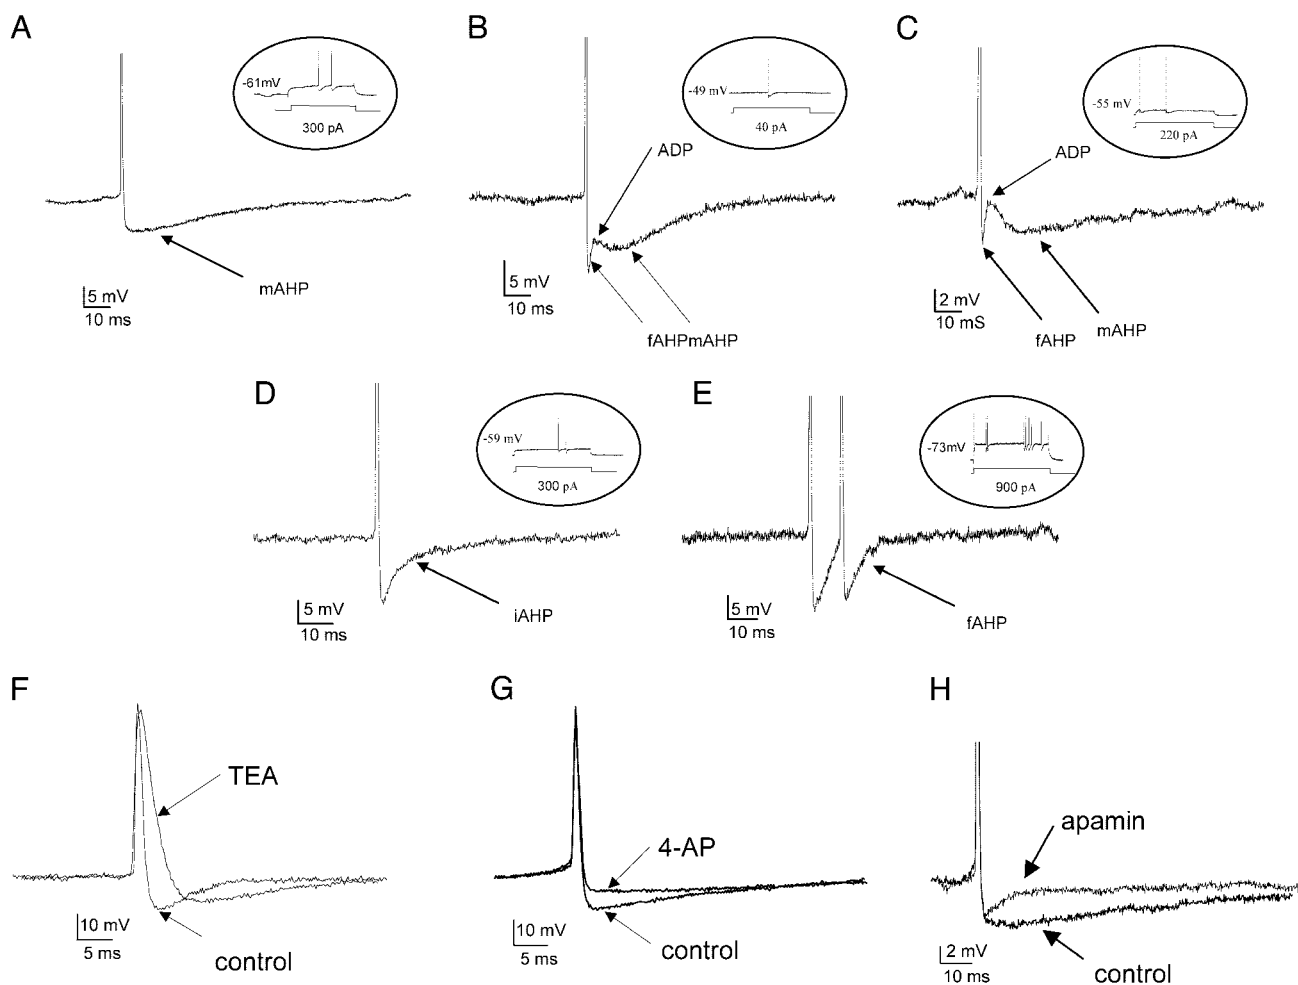 A
-61mV
300 pA
mAHP
5 mV
10 ms
B
-49 mV
40 pA
ADP
5 mV
10 ms
fAHPmAHP
C
-55 mV
220 pA
ADP
2 mV
10 mS
fAHP
mAHP
D
-59 mV
300 pA
iAHP
5 mV
10 ms
E
-73mV
900 pA
fAHP
5 mV
10 ms
F
TEA
control
10 mV
5 ms
G
4-AP
control
10 mV
5 ms
H
apamin
control
2 mV
10 ms